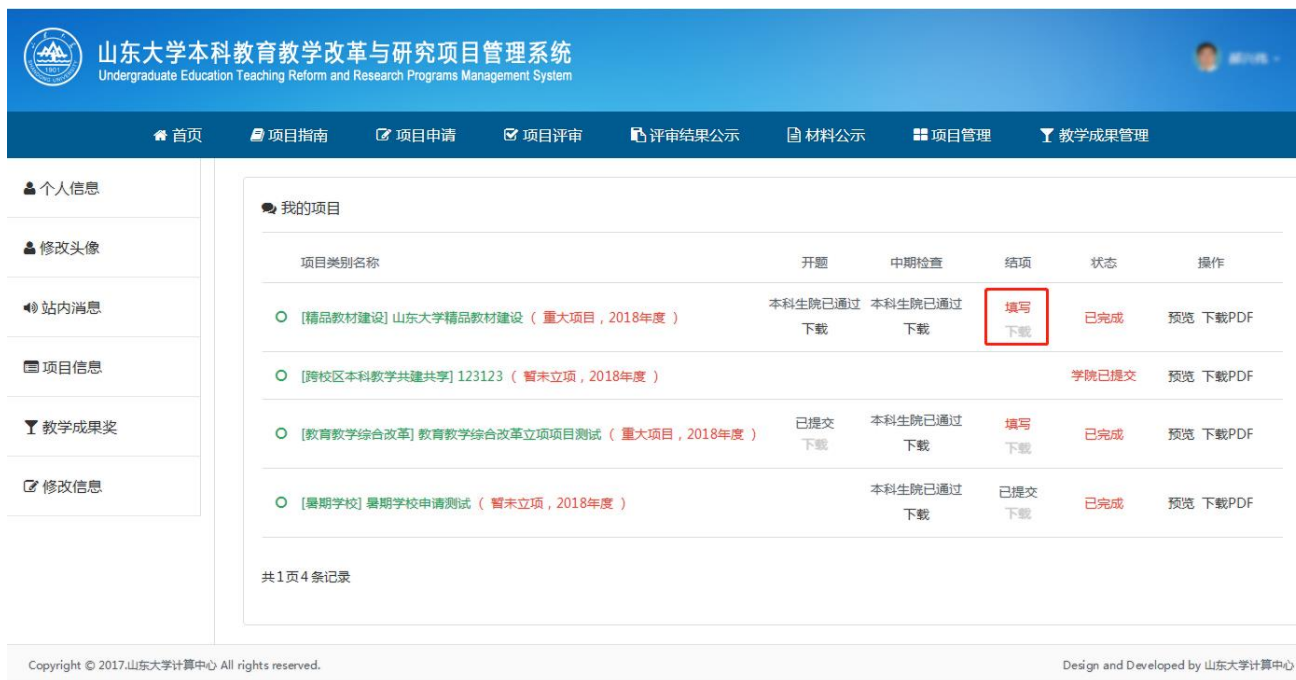 山东大学本科教育教学改革与研究项目管理系统
Undergraduate Education Teaching Reform and Research Programs Management System
首页 项目指南 项目申请 项目评审 评审结果公示 材料公示 项目管理 教学成果管理
个人信息
修改头像
站内消息
项目信息
教学成果奖
修改信息
我的项目
项目类别名称 开题 中期检查 结项 状态 操作
[精品教材建设] 山东大学精品教材建设 （ 重大项目，2018年度 ） 本科生院已通过 下载 本科生院已通过 下载 填写 下载 已完成 预览 下载PDF
[跨校区本科教学共建共享] 123123 （ 暂未立项，2018年度 ） 学院已提交 预览 下载PDF
[教育教学综合改革] 教育教学综合改革立项项目测试 （ 重大项目，2018年度 ） 已提交 下载 本科生院已通过 下载 填写 下载 已完成 预览 下载PDF
[暑期学校] 暑期学校申请测试 （ 暂未立项，2018年度 ） 本科生院已通过 下载 已提交 下载 已完成 预览 下载PDF
共1页4条记录
Copyright © 2017.山东大学计算中心 All rights reserved. Design and Developed by 山东大学计算中心